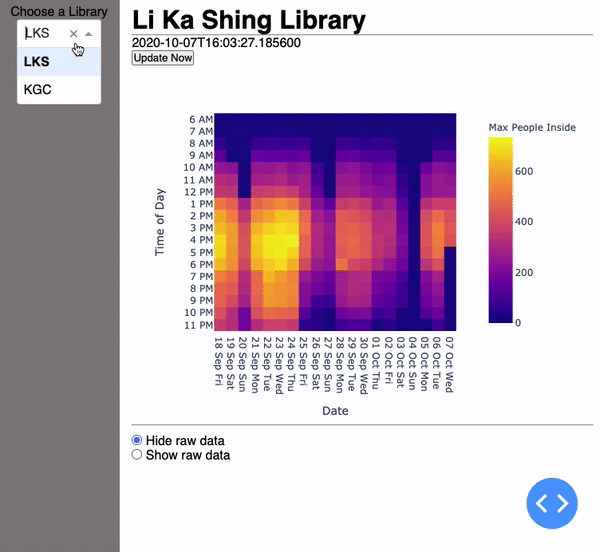 Choose a Library
LKS
LKS
KGC
Li Ka Shing Library
2020-10-07T16:03:27.185600
Update Now
6 AM
7 AM
8 AM
9 AM
10 AM
11 AM
12 PM
1 PM
2 PM
3 PM
4 PM
5 PM
6 PM
7 PM
8 PM
9 PM
10 PM
11 PM
Time of Day
18 Sep Fri
19 Sep Sat
20 Sep Sun
21 Sep Mon
22 Sep Tue
23 Sep Wed
24 Sep Thu
25 Sep Fri
26 Sep Sat
27 Sep Sun
28 Sep Mon
29 Sep Tue
30 Sep Wed
01 Oct Thu
02 Oct Fri
03 Oct Sat
04 Oct Sun
05 Oct Mon
06 Oct Tue
07 Oct Wed
Date
Max People Inside
600
400
200
0
Hide raw data
Show raw data